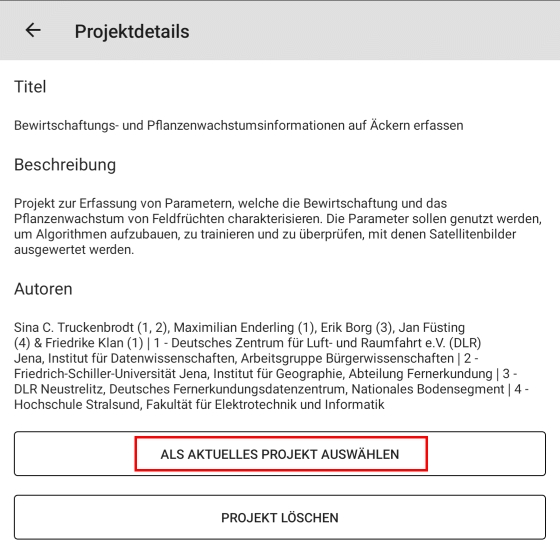 Projektdetails
Titel
Bewirtschaftungs- und Pflanzenwachstumsinformationen auf Äckern erfassen
Beschreibung
Projekt zur Erfassung von Parametern, welche die Bewirtschaftung und das
Pflanzenwachstum von Feldfrüchten charakterisieren. Die Parameter sollen genutzt werden,
um Algorithmen aufzubauen, zu trainieren und zu überprüfen, mit denen Satellitenbilder
ausgewertet werden.
Autoren
Sina C. Truckenbrodt (1, 2), Maximilian Enderling (1), Erik Borg (3), Jan Füsting
(4) & Friedrike Klan (1) | 1 - Deutsches Zentrum für Luft- und Raumfahrt e.V. (DLR)
Jena, Institut für Datenwissenschaften, Arbeitsgruppe Bürgerwissenschaften | 2 -
Friedrich-Schiller-Universität Jena, Institut für Geographie, Abteilung Fernerkundung | 3 -
DLR Neustrelitz, Deutsches Fernerkundungsdatenzentrum, Nationales Bodensegment | 4 -
Hochschule Stralsund, Fakultät für Elektrotechnik und Informatik
ALS AKTUELLES PROJEKT AUSWÄHLEN
PROJEKT LÖSCHEN